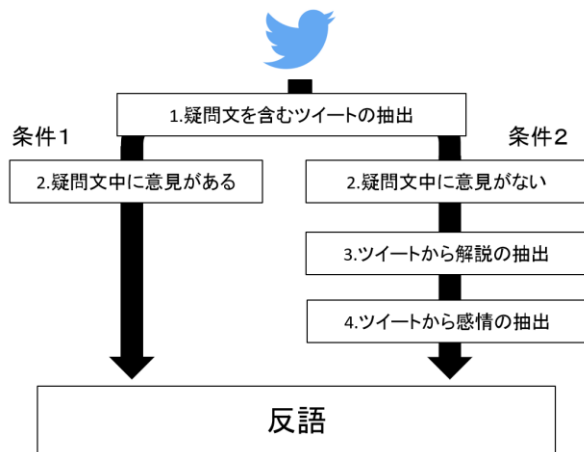 1.疑問文を含むツイートの抽出
条件１
条件２
2.疑問文中に意見がある
2.疑問文中に意見がない
3.ツイートから解説の抽出
4.ツイートから感情の抽出
反語